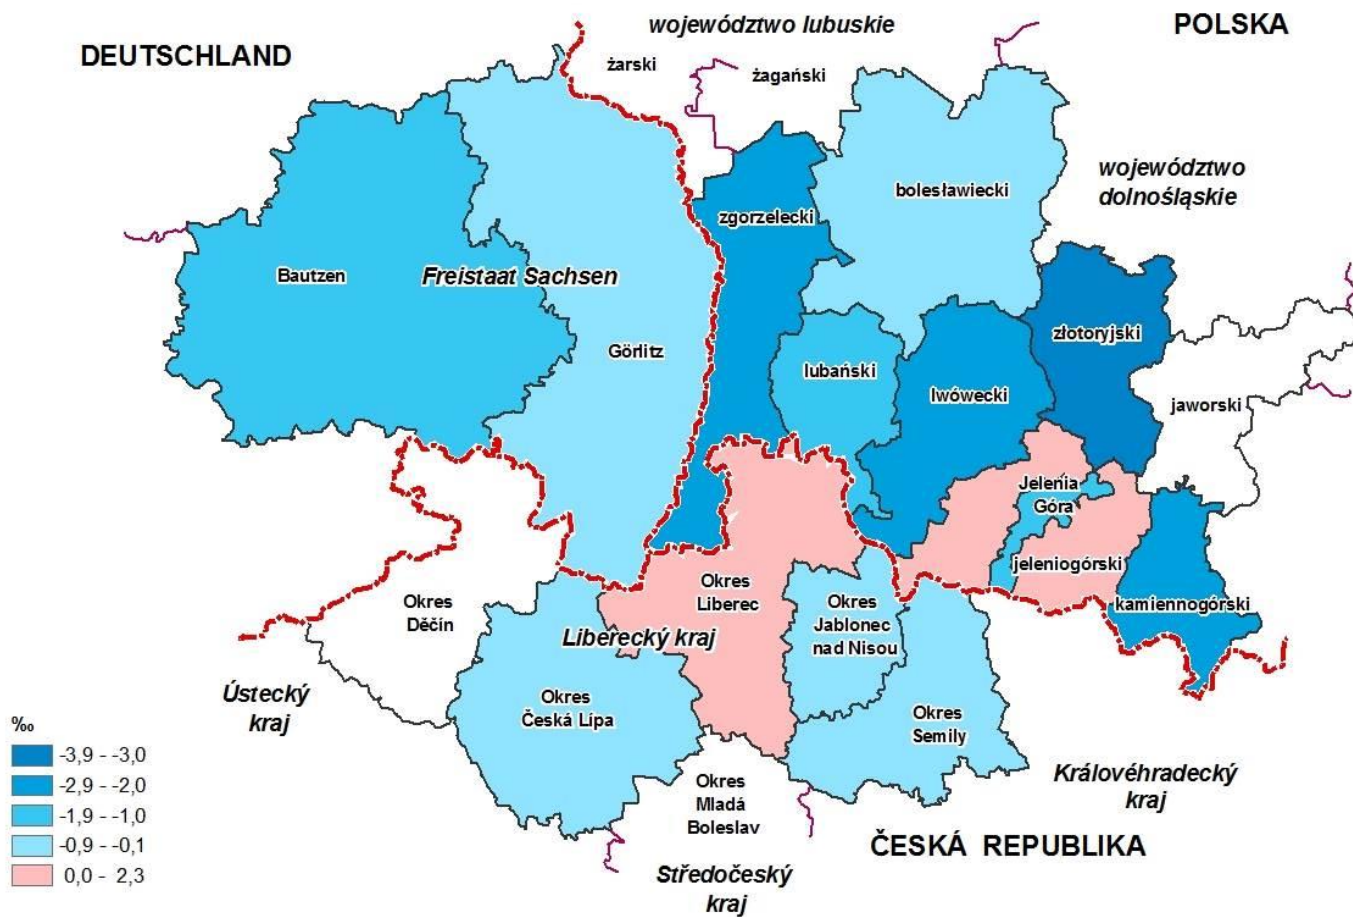 województwo lubuskie
POLSKA
DEUTSCHLAND
żarski
żagański
województwo
dolnośląskie
bolesławiecki
zgorzelecki
Bautzen
Freistaat Sachsen
złotoryjski
Görlitz
lubański
lwówecki
jaworski
Jelenia
Góra
jeleniogórski
Okres
Liberec
Okres
Jablonec
nad Nisou
kamiennogórski
Okres
Děčín
Liberecký kraj
Ústecký
kraj
Okres
Česká Lípa
Okres
Semily
‰
-3,9 - -3,0
-2,9 - -2,0
-1,9 - -1,0
-0,9 - -0,1
0,0 - 2,3
Okres
Mladá
Boleslav
Královéhradecký
kraj
ČESKÁ REPUBLIKA
Středočeský
kraj